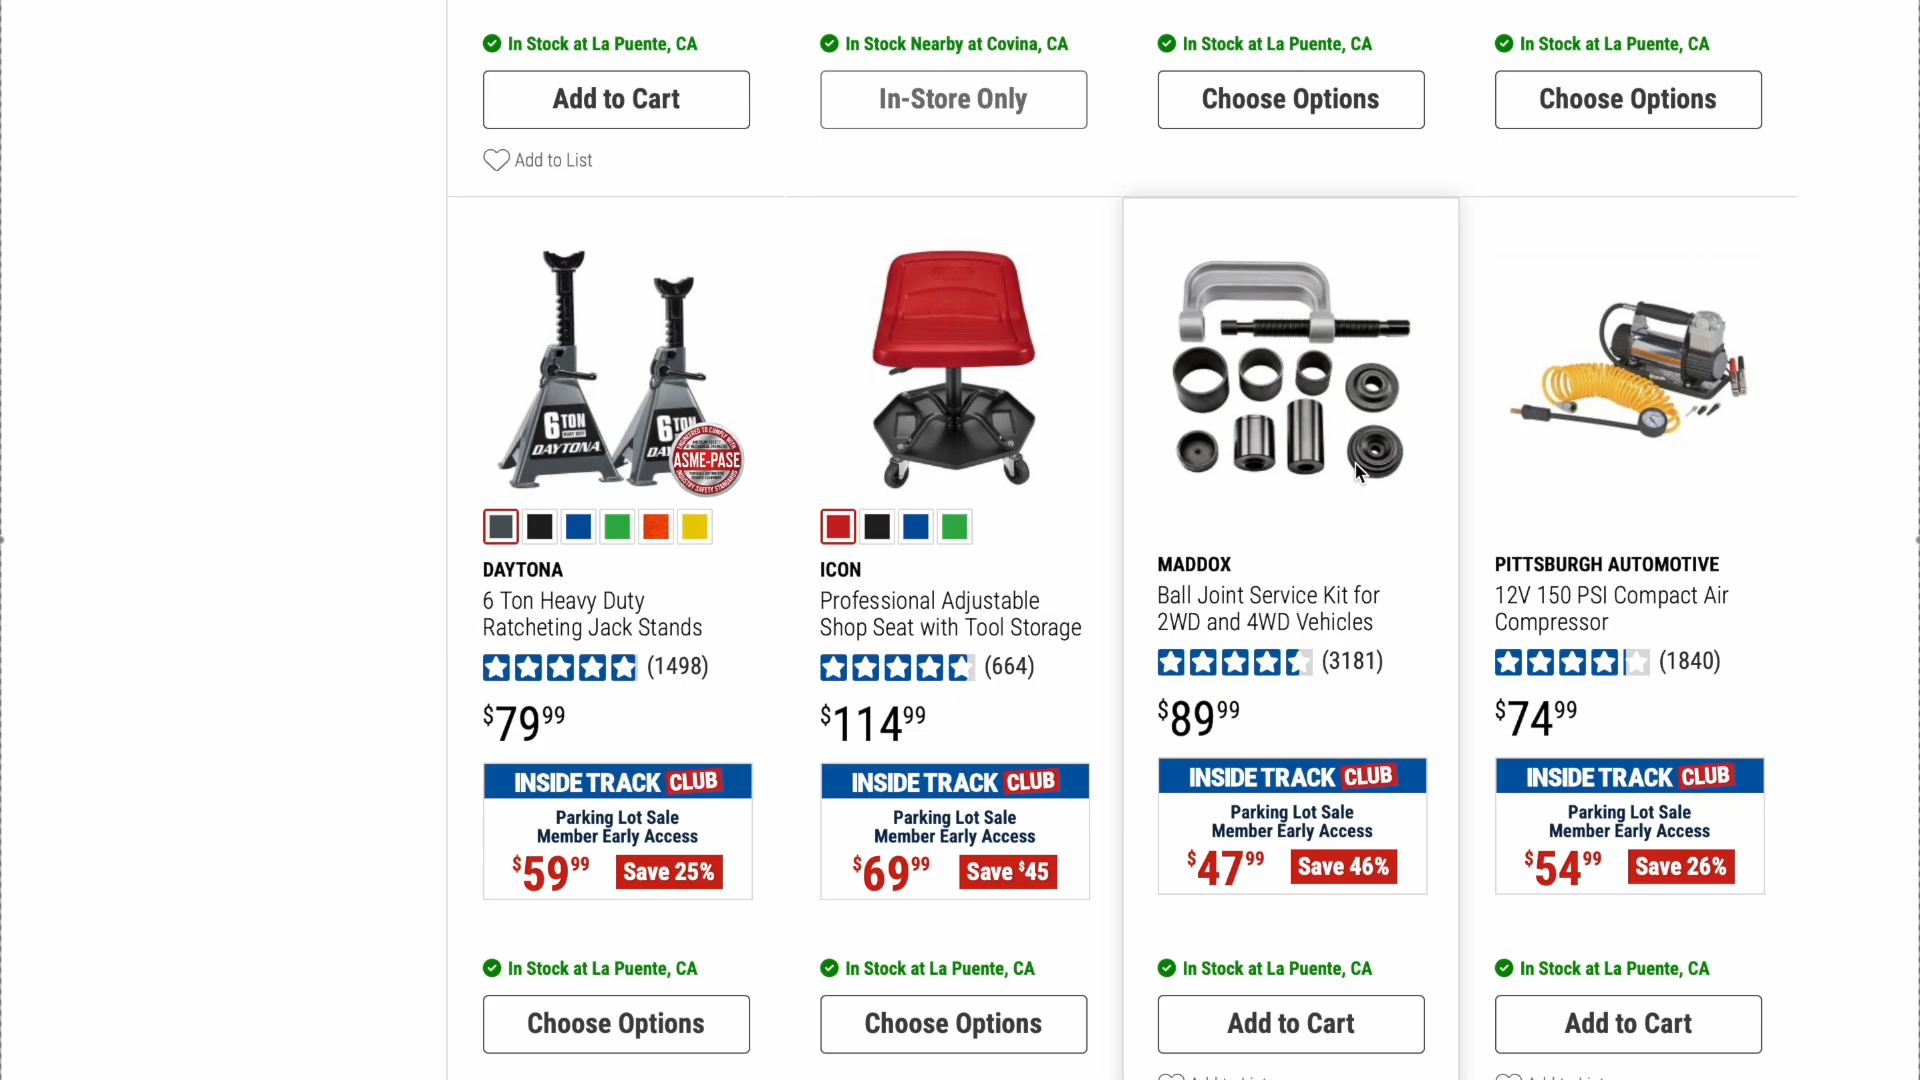 In Stock at La Puente, CA
In Stock Nearby at Covina, CA
In Stock at La Puente, CA
In Stock at La Puente, CA
Add to Cart
In-Store Only
Choose Options
Choose Options
Add to List
6 TON
DAYTONA
6 TON
ASME-PASE
DAYTONA
6 Ton Heavy Duty
Ratcheting Jack Stands
(1498)
$79.99
INSIDE TRACK CLUB
Parking Lot Sale
Member Early Access
$59.99 Save 25%
In Stock at La Puente, CA
Choose Options
ICON
Professional Adjustable
Shop Seat with Tool Storage
(664)
$114.99
INSIDE TRACK CLUB
Parking Lot Sale
Member Early Access
$69.99 Save $45
In Stock at La Puente, CA
Choose Options
MADDOX
Ball Joint Service Kit for
2WD and 4WD Vehicles
(3181)
$89.99
INSIDE TRACK CLUB
Parking Lot Sale
Member Early Access
$47.99 Save 46%
In Stock at La Puente, CA
Add to Cart
PITTSBURGH AUTOMOTIVE
12V 150 PSI Compact Air
Compressor
(1840)
$74.99
INSIDE TRACK CLUB
Parking Lot Sale
Member Early Access
$54.99 Save 26%
In Stock at La Puente, CA
Add to Cart